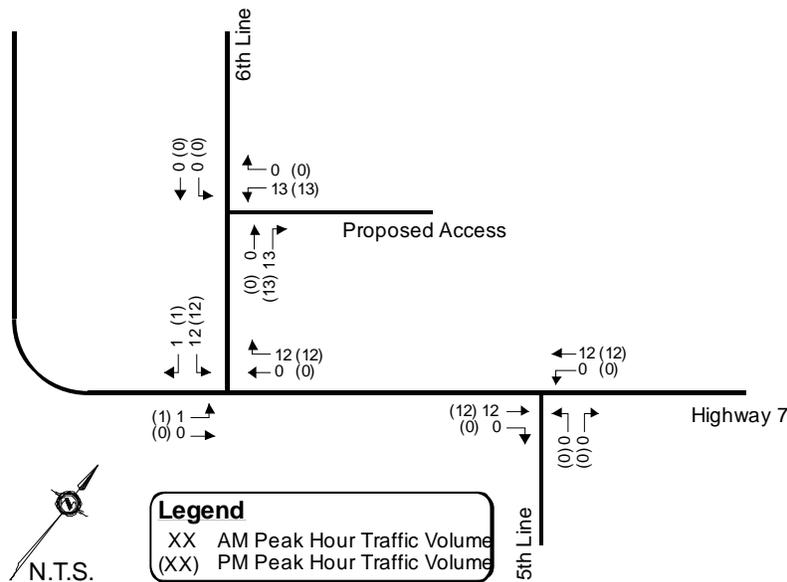 6th Line
0 (0)
0 (0)
0 (0)
13 (13)
Proposed Access
(0) 0
(13) 13
1 (1)
12 (12)
12 (12)
0 (0)
12 (12)
0 (0)
(1) 1
(0) 0
(12) 12
(0) 0
(0) 0
(0) 0
Highway 7
5th Line
N.T.S.
Legend
XX AM Peak Hour Traffic Volume
(XX) PM Peak Hour Traffic Volume